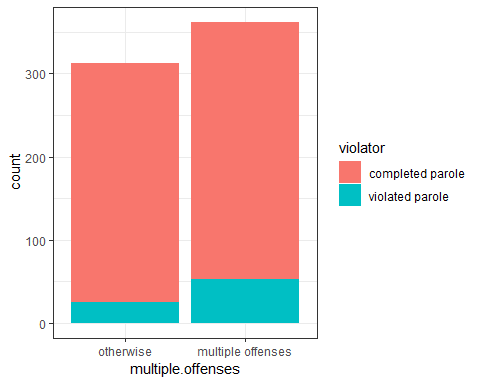 300
200
100
0
count
otherwise
multiple offenses
multiple.offenses
violator
completed parole
violated parole